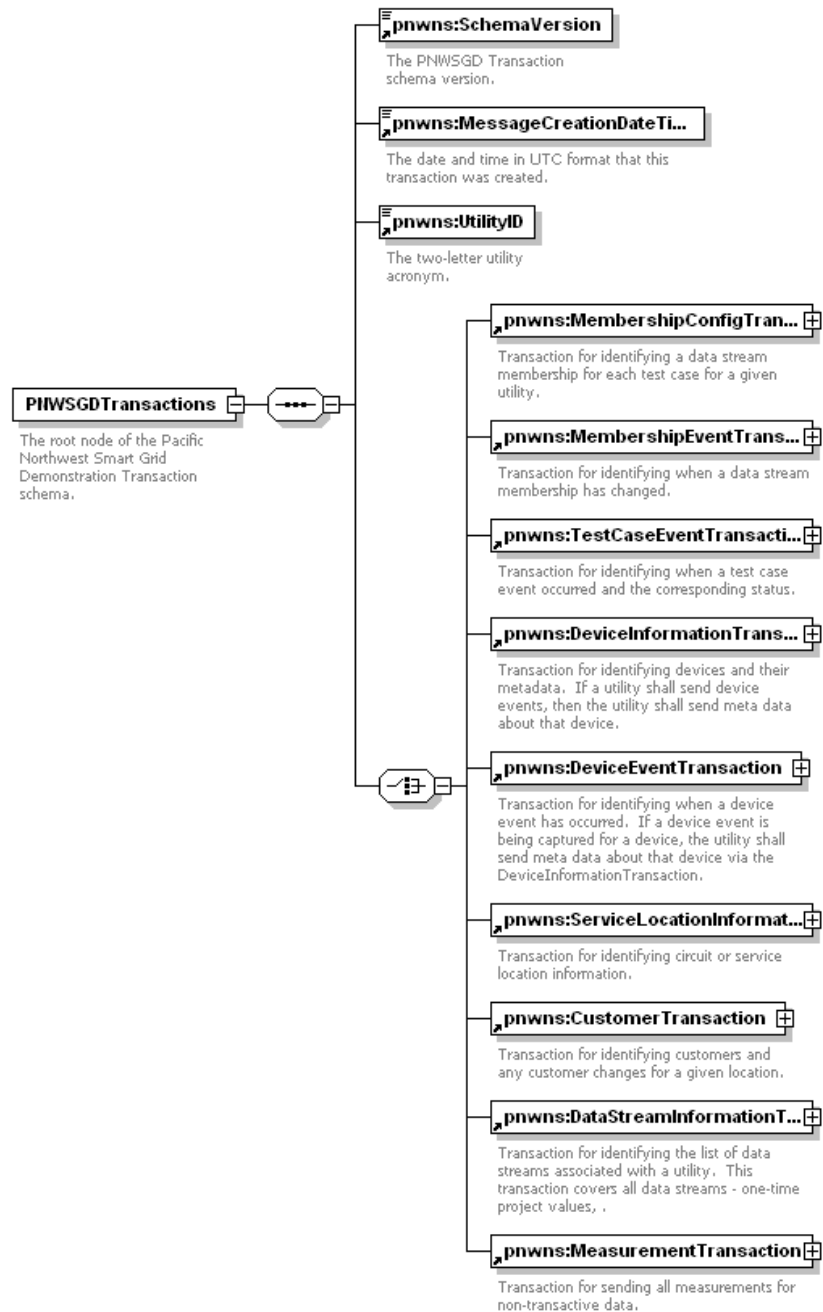 pnwns:SchemaVersion
The PNWSGD Transaction
schema version.
pnwns:MessageCreationDateTi...
The date and time in UTC format that this
transaction was created.
pnwns:UtilityID
The two-letter utility
acronym.
PNWSGDTransactions
The root node of the Pacific
Northwest Smart Grid
Demonstration Transaction
schema.
pnwns:MembershipConfigTran...
Transaction for identifying a data stream
membership for each test case for a given
utility.
pnwns:MembershipEventTrans...
Transaction for identifying when a data stream
membership has changed.
pnwns:TestCaseEventTransacti...
Transaction for identifying when a test case
event occurred and the corresponding status.
pnwns:DeviceInformationTrans...
Transaction for identifying devices and their
metadata.  If a utility shall send device
events, then the utility shall send meta data
about that device.
pnwns:DeviceEventTransaction
Transaction for identifying when a device
event has occurred.  If a device event is
being captured for a device, the utility shall
send meta data about that device via the
DeviceInformationTransaction.
pnwns:ServiceLocationInformat...
Transaction for identifying circuit or service
location information.
pnwns:CustomerTransaction
Transaction for identifying customers and
any customer changes for a given location.
pnwns:DataStreamInformationT...
Transaction for identifying the list of data
streams associated with a utility.  This
transaction covers all data streams - one-time
project values, .
pnwns:MeasurementTransaction
Transaction for sending all measurements for
non-transactive data.